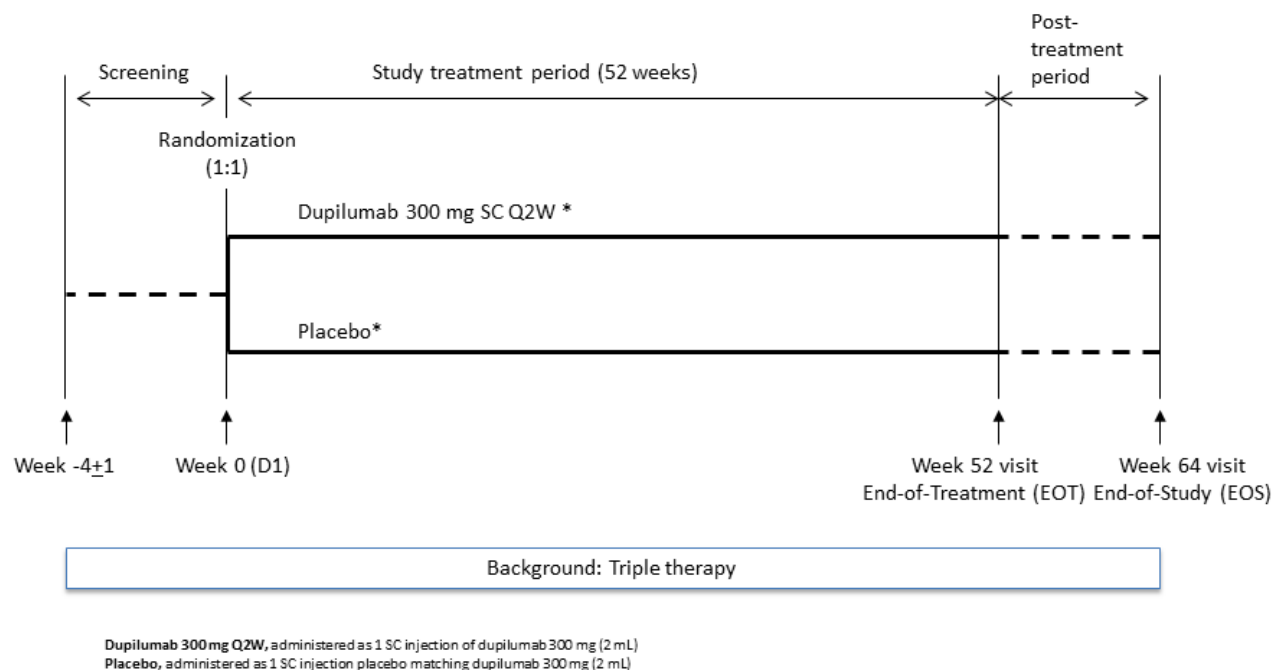 Post-
treatment
period
Screening
Study treatment period (52 weeks)
Randomization
(1:1)
Dupilumab 300 mg SC Q2W *
Placebo*
Week -4±1
Week 0 (D1)
Week 52 visit
End-of-Treatment (EOT)
Week 64 visit
End-of-Study (EOS)
Background: Triple therapy
Dupilumab 300mg Q2W, administered as 1 SC injection of dupilumab 300 mg (2 mL)
Placebo, administered as 1 SC injection placebo matching dupilumab 300 mg (2 mL)